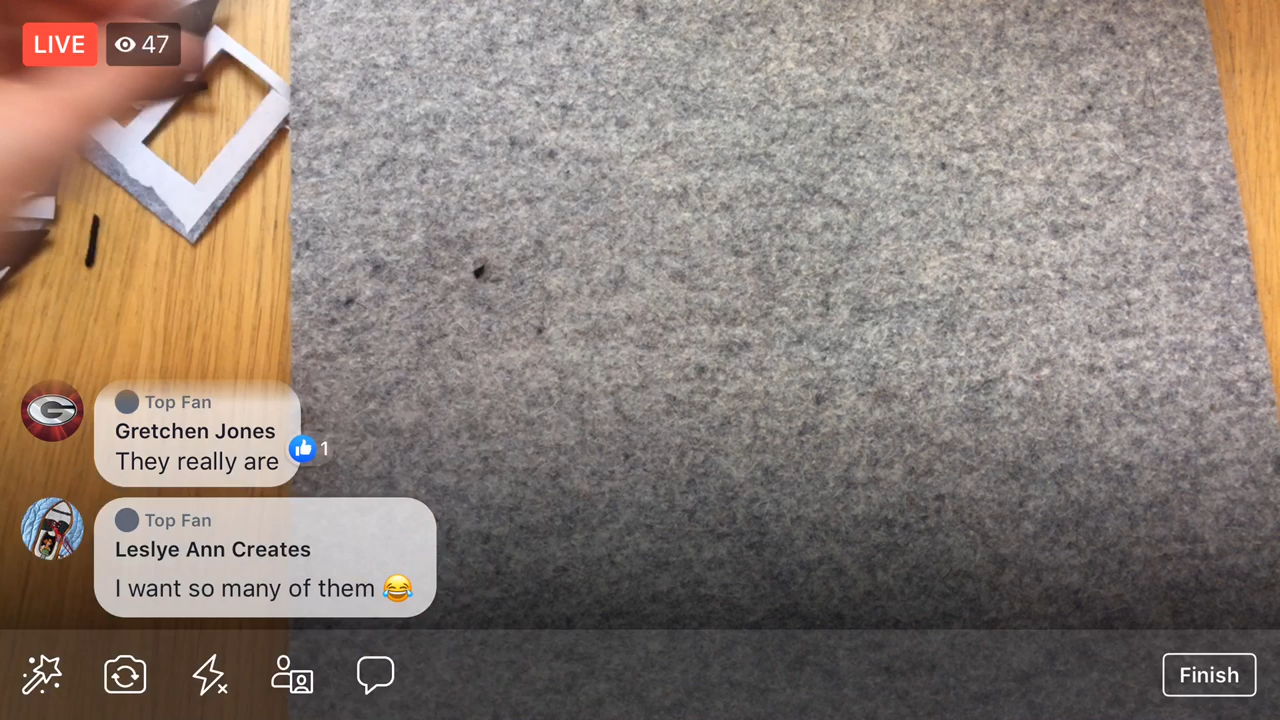 LIVE
47
Top Fan
Gretchen Jones
They really are
1
Top Fan
Leslye Ann Creates
I want so many of them 😂
Finish